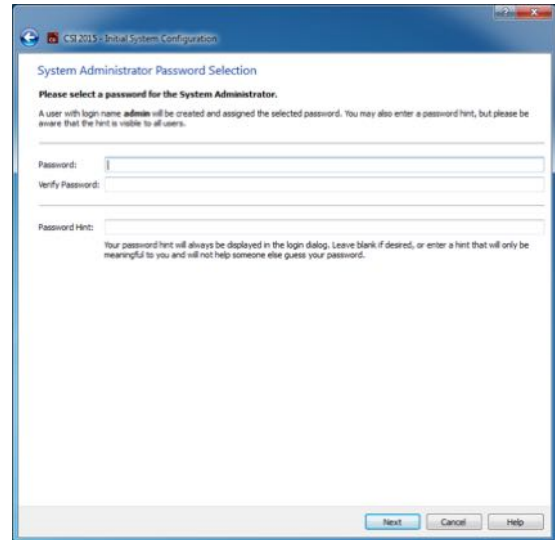 CSI 2015 - Initial System Configuration
System Administrator Password Selection
Please select a password for the System Administrator.
A user with login name admin will be created and assigned the selected password. You may also enter a password hint, but please be
aware that the hint is visible to all users.
Password:
Verify Password:
Password Hint:
Your password hint will always be displayed in the login dialog. Leave blank if desired, or enter a hint that will only be
meaningful to you and will not help someone else guess your password.
Next Cancel Help